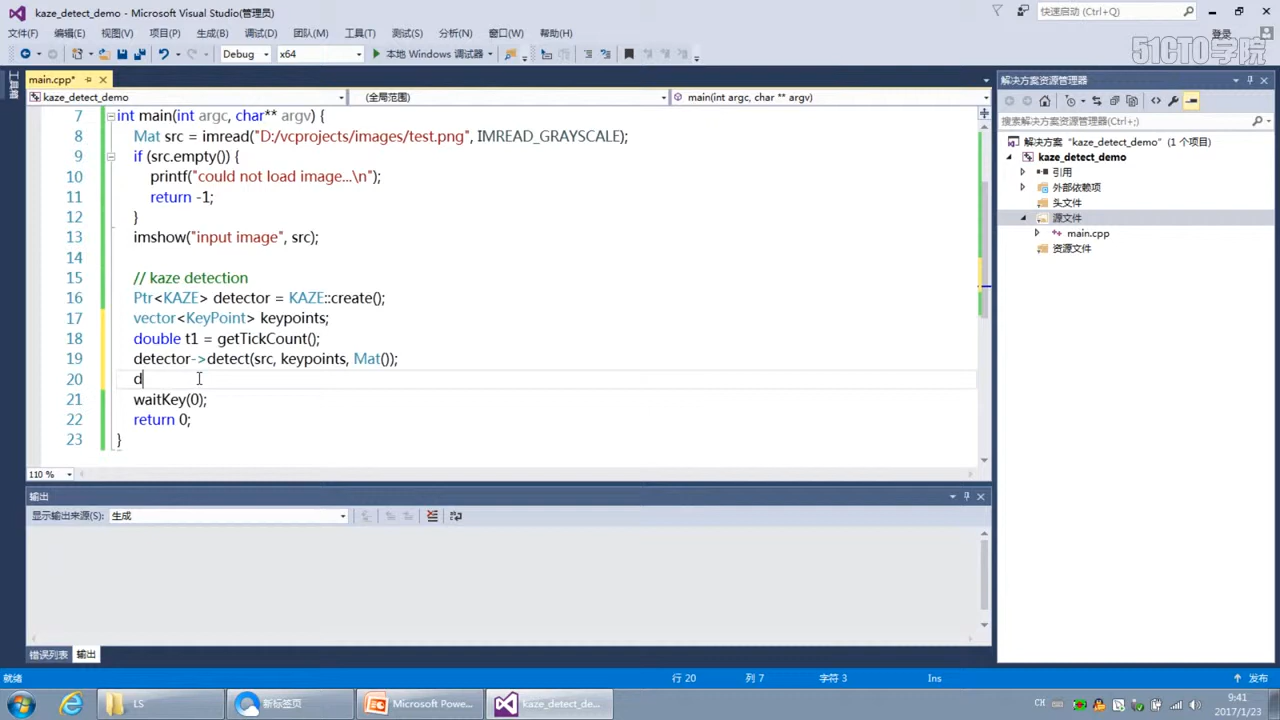 kaze_detect_demo - Microsoft Visual Studio(管理员)
快速启动 (Ctrl+Q)
文件(F) 编辑(E) 视图(V) 项目(P) 生成(B) 调试(D) 团队(M) 工具(T) 测试(S) 分析(N) 窗口(W) 帮助(H)
登录
51CTO学院
Debug x64 本地 Windows 调试器
工具箱
main.cpp*
kaze_detect_demo (全局范围) main(int argc, char ** argv)
7 int main(int argc, char** argv) {
8 Mat src = imread("D:/vcprojects/images/test.png", IMREAD_GRAYSCALE);
9 if (src.empty()) {
10 printf("could not load image...\n");
11 return -1;
12 }
13 imshow("input image", src);
14
15 // kaze detection
16 Ptr<KAZE> detector = KAZE::create();
17 vector<KeyPoint> keypoints;
18 double t1 = getTickCount();
19 detector->detect(src, keypoints, Mat());
20 d
21 waitKey(0);
22 return 0;
23 }
110 %
输出
显示输出来源(S): 生成
错误列表 输出
解决方案资源管理器
搜索解决方案资源管理器(Ctrl+;)
解决方案 "kaze_detect_demo" (1 个项目)
kaze_detect_demo
引用
外部依赖项
头文件
源文件
main.cpp
资源文件
就绪 行 20 列 7 字符 3 Ins 发布
LS 新标签页 Microsoft Powe... kaze_detect_de... CH
9:41
2017/1/23